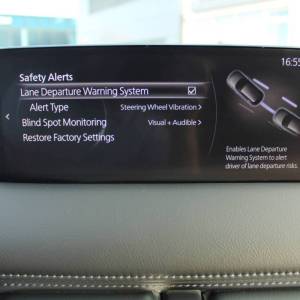 16:55
Safety Alerts
Lane Departure Warning System
Alert Type Steering Wheel Vibration >
Blind Spot Monitoring Visual + Audible >
Restore Factory Settings
Enables Lane Departure
Warning System to alert
driver of lane departure risks.